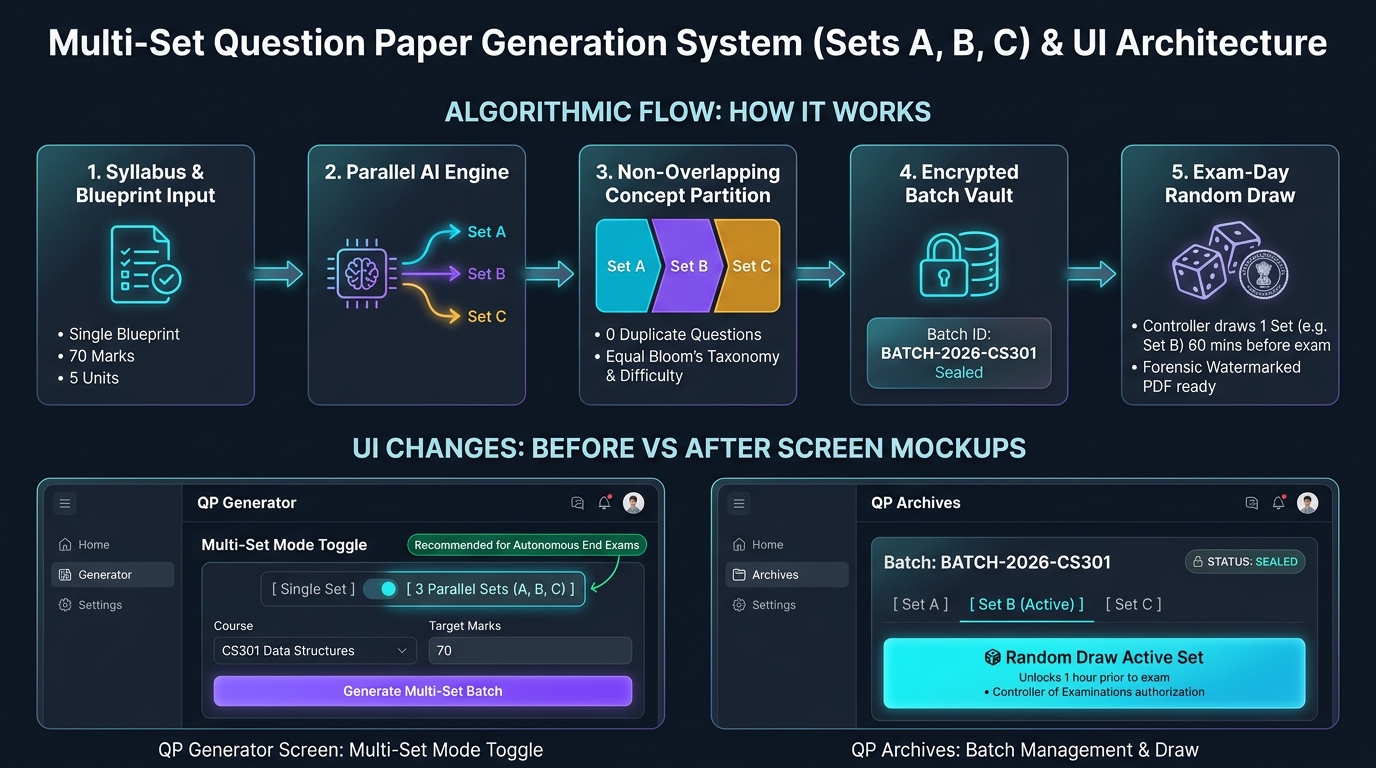 Multi-Set Question Paper Generation System (Sets A, B, C) & UI Architecture
ALGORITHMIC FLOW: HOW IT WORKS
1. Syllabus &
Blueprint Input
• Single Blueprint
• 70 Marks
• 5 Units
2. Parallel AI Engine
Set A
Set B
Set C
3. Non-Overlapping
Concept Partition
Set A
Set B
Set C
• 0 Duplicate Questions
• Equal Bloom's Taxonomy
& Difficulty
4. Encrypted
Batch Vault
Batch ID:
BATCH-2026-CS301
Sealed
5. Exam-Day
Random Draw
• Controller draws 1 Set (e.g.
Set B) 60 mins before exam
• Forensic Watermarked
PDF ready
UI CHANGES: BEFORE VS AFTER SCREEN MOCKUPS
QP Generator
Home
Generator
Settings
Multi-Set Mode Toggle
Recommended for Autonomous End Exams
[ Single Set ]
[ 3 Parallel Sets (A, B, C) ]
Course
Target Marks
CS301 Data Structures
70
Generate Multi-Set Batch
QP Generator Screen: Multi-Set Mode Toggle
QP Archives
Home
Archives
Settings
Batch: BATCH-2026-CS301
STATUS: SEALED
[ Set A ]
[ Set B (Active) ]
[ Set C ]
Random Draw Active Set
Unlocks 1 hour prior to exam
• Controller of Examinations authorization
QP Archives: Batch Management & Draw